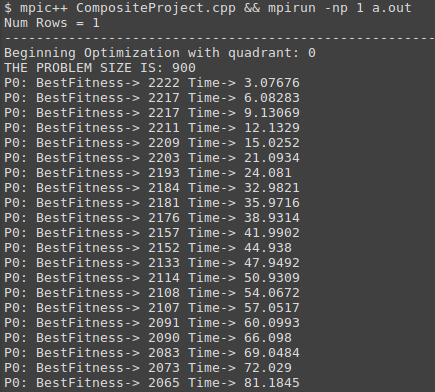 $ mpic++ CompositeProject.cpp && mpirun -np 1 a.out
Num Rows = 1
------------------------------------------------------
Beginning Optimization with quadrant: 0
THE PROBLEM SIZE IS: 900
P0: BestFitness-> 2222 Time-> 3.07676
P0: BestFitness-> 2217 Time-> 6.08283
P0: BestFitness-> 2217 Time-> 9.13069
P0: BestFitness-> 2211 Time-> 12.1329
P0: BestFitness-> 2209 Time-> 15.0252
P0: BestFitness-> 2203 Time-> 21.0934
P0: BestFitness-> 2193 Time-> 24.081
P0: BestFitness-> 2184 Time-> 32.9821
P0: BestFitness-> 2181 Time-> 35.9716
P0: BestFitness-> 2176 Time-> 38.9314
P0: BestFitness-> 2157 Time-> 41.9902
P0: BestFitness-> 2152 Time-> 44.938
P0: BestFitness-> 2133 Time-> 47.9492
P0: BestFitness-> 2114 Time-> 50.9309
P0: BestFitness-> 2108 Time-> 54.0672
P0: BestFitness-> 2107 Time-> 57.0517
P0: BestFitness-> 2091 Time-> 60.0993
P0: BestFitness-> 2090 Time-> 66.098
P0: BestFitness-> 2083 Time-> 69.0484
P0: BestFitness-> 2073 Time-> 72.029
P0: BestFitness-> 2065 Time-> 81.1845